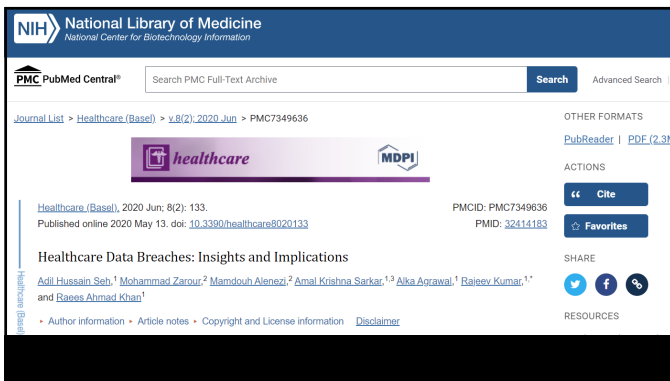 NIH National Library of Medicine
National Center for Biotechnology Information
PMC PubMed Central® Search PMC Full-Text Archive Search Advanced Search
Journal List > Healthcare (Basel) > v.8(2); 2020 Jun > PMC7349636
healthcare MDPI
Healthcare (Basel), 2020 Jun; 8(2): 133. PMCID: PMC7349636
Published online 2020 May 13. doi: 10.3390/healthcare8020133 PMID: 32414183
Healthcare Data Breaches: Insights and Implications
Adil Hussain Seh,1 Mohammad Zarour,2 Mamdouh Alenezi,2 Amal Krishna Sarkar,1,3 Alka Agrawal,1 Rajeev Kumar,1,*
and Raees Ahmad Khan1
▸ Author information ▸ Article notes ▸ Copyright and License information Disclaimer
Healthcare (Basel)
OTHER FORMATS
PubReader | PDF (2.3M
ACTIONS
Cite
Favorites
SHARE
RESOURCES